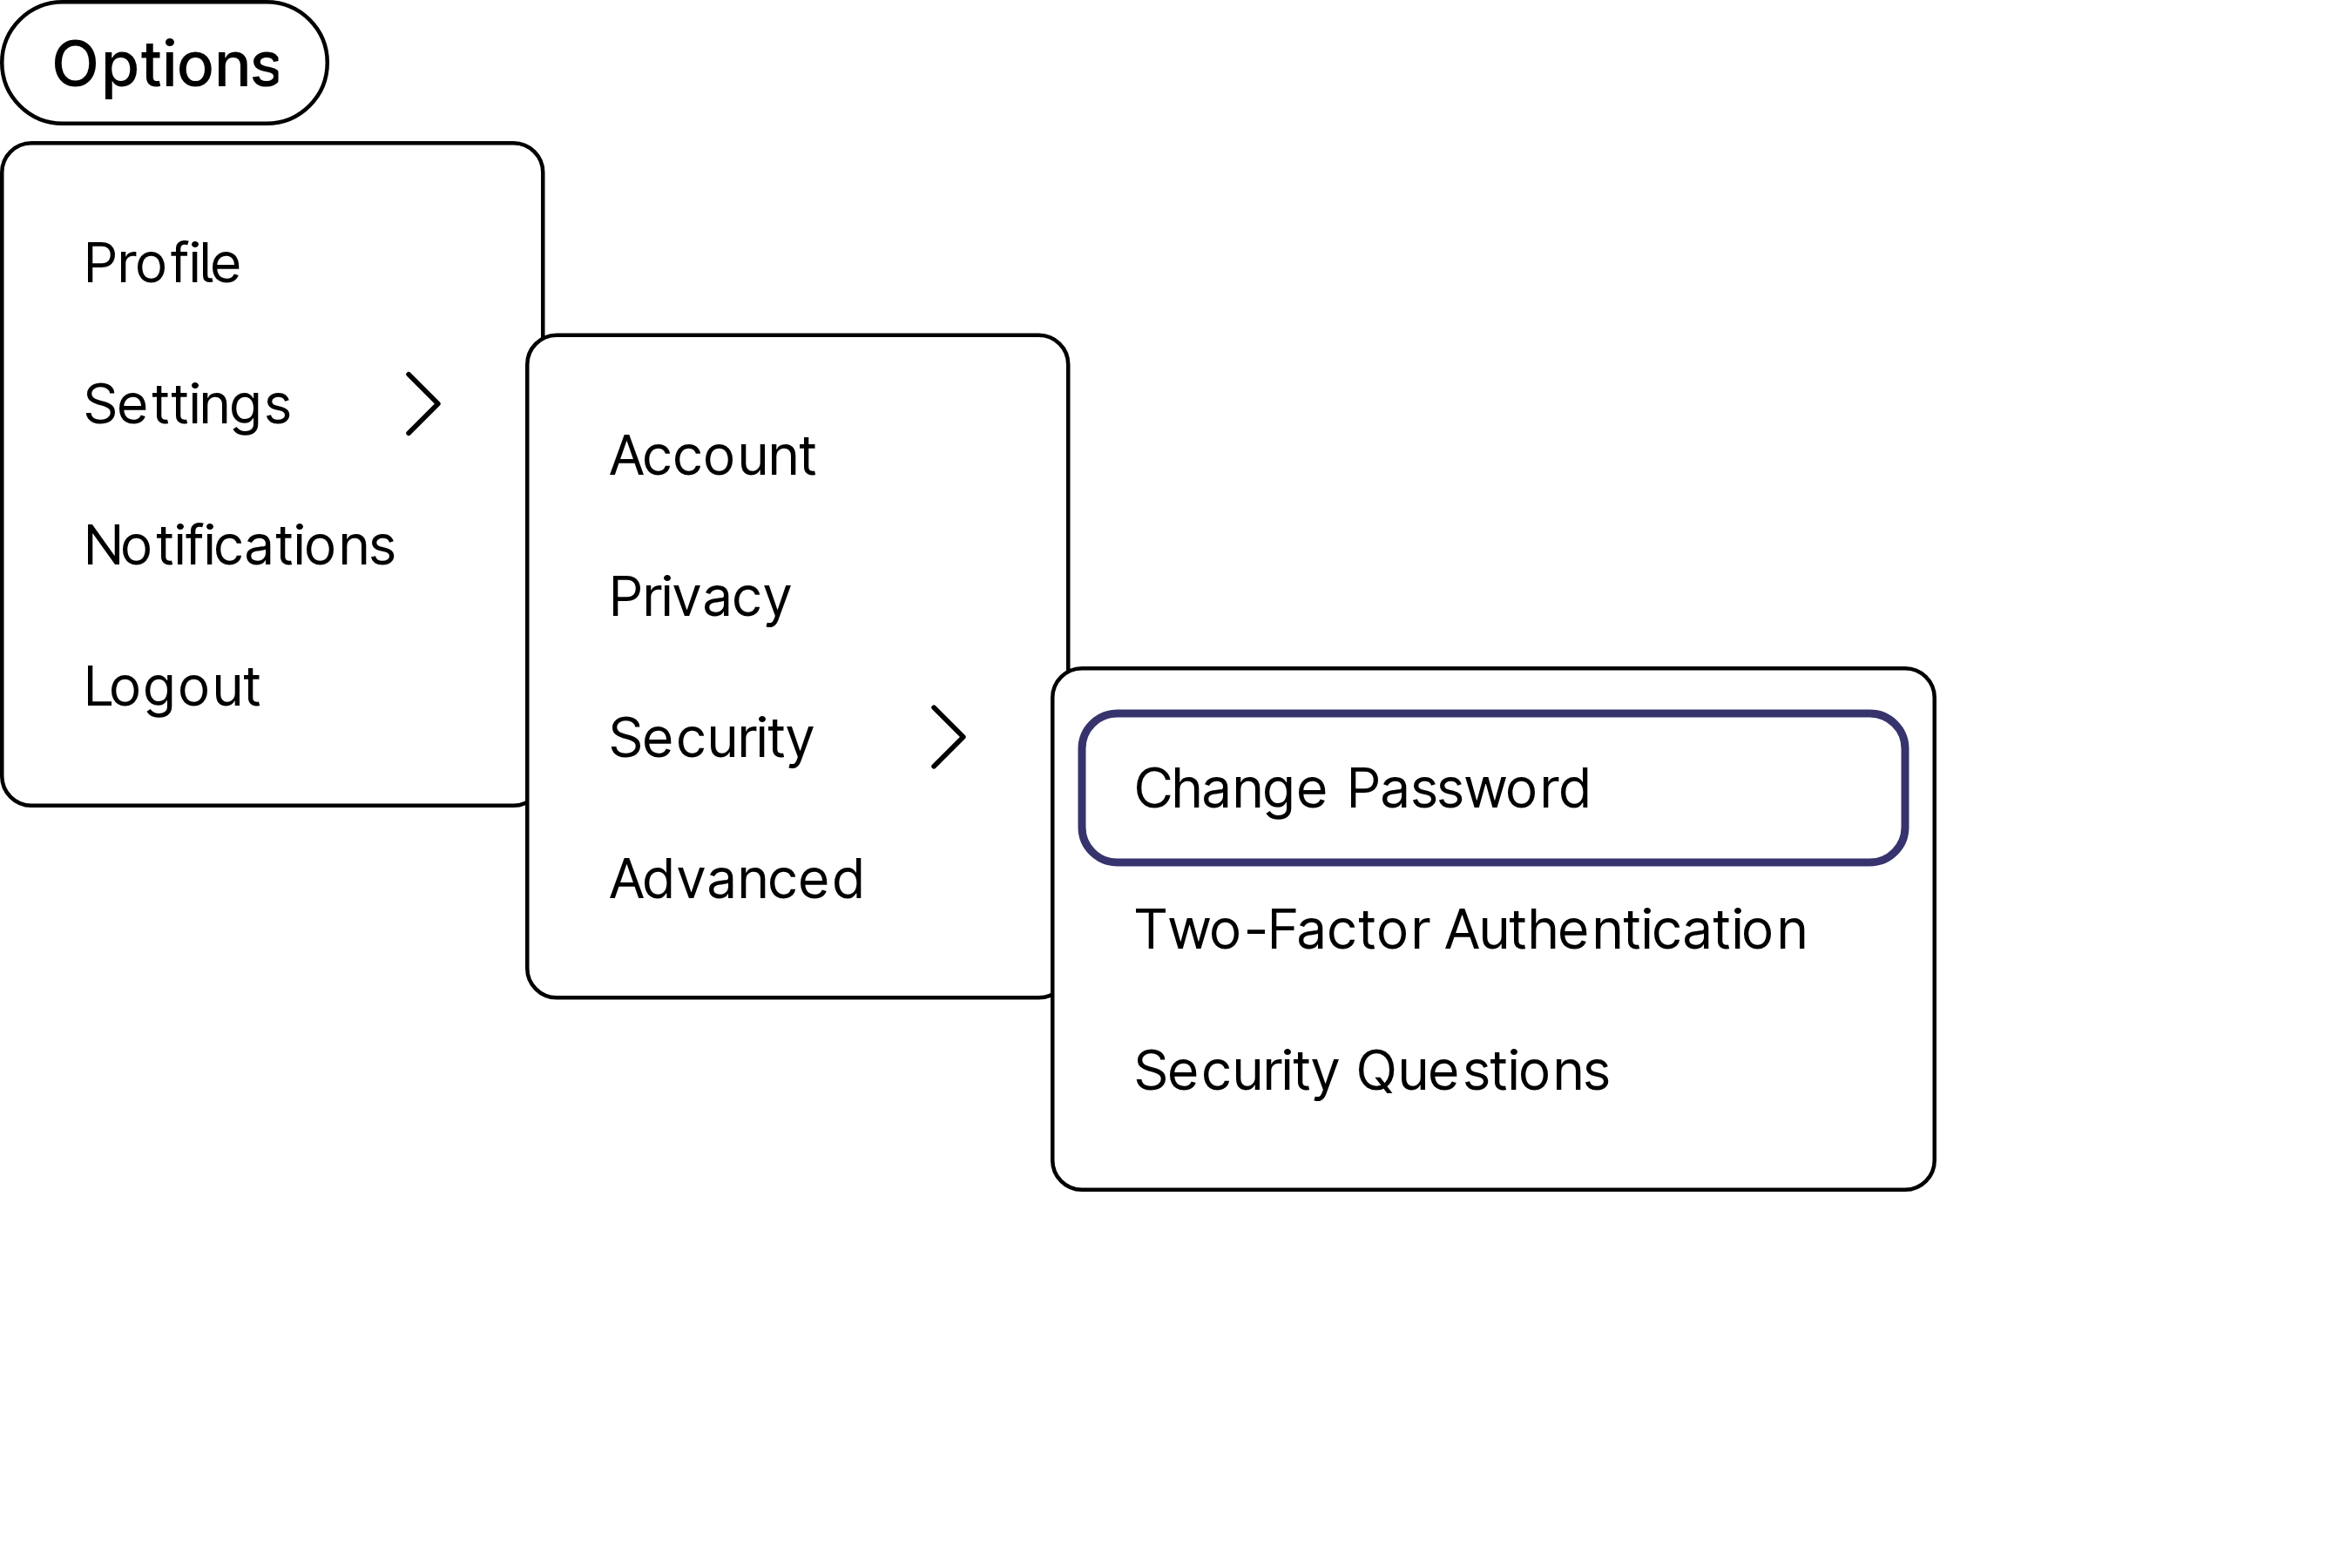 Options
Profile
Settings
Notifications
Logout
Account
Privacy
Security
Advanced
Change Password
Two-Factor Authentication
Security Questions